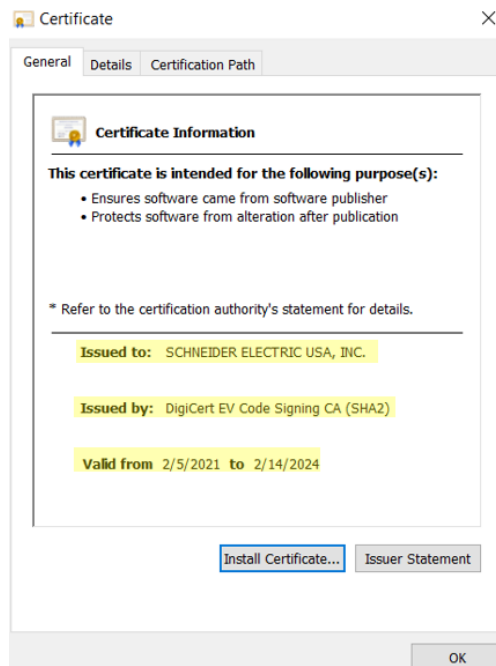 Certificate
General Details Certification Path
Certificate Information
This certificate is intended for the following purpose(s):
• Ensures software came from software publisher
• Protects software from alteration after publication
* Refer to the certification authority's statement for details.
Issued to: SCHNEIDER ELECTRIC USA, INC.
Issued by: DigiCert EV Code Signing CA (SHA2)
Valid from 2/5/2021 to 2/14/2024
Install Certificate... Issuer Statement
OK